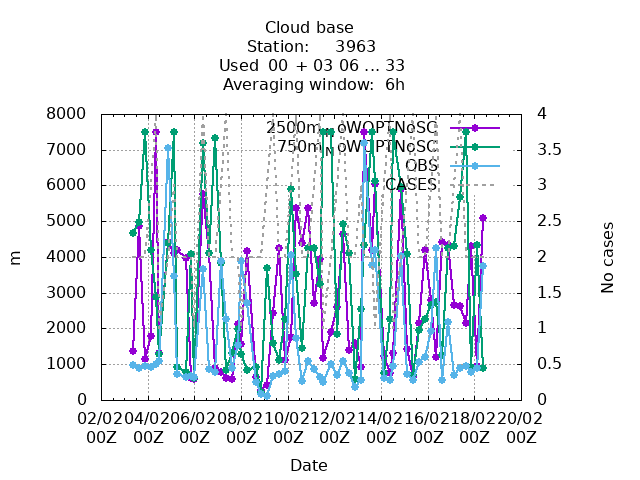 Cloud base
Station: 3963
Used 00 + 03 06 ... 33
Averaging window: 6h
2500m_NoWOPTNoSC
750m_NoWOPTNoSC
OBS
CASES
8000
7000
6000
5000
4000
3000
2000
1000
0
4
3.5
3
2.5
2
1.5
1
0.5
0
m
No cases
02/02 04/02 06/02 08/02 10/02 12/02 14/02 16/02 18/02 20/02
00Z 00Z 00Z 00Z 00Z 00Z 00Z 00Z 00Z 00Z
Date